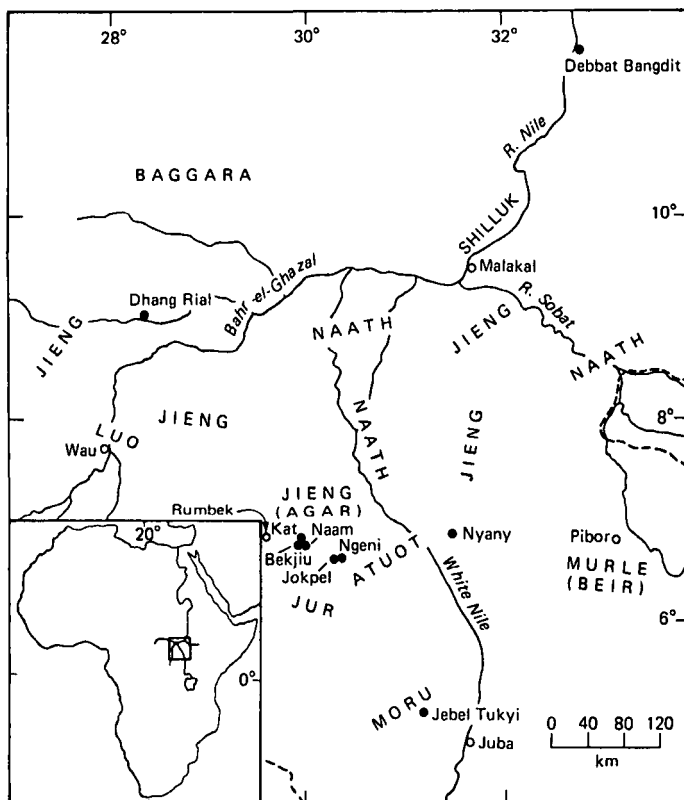 28° 30° 32°
Debbat Bangdit
R. Nile
BAGGARA
SHILLUK
10°
Malakal
Bahr-el-Ghazal
Dhang Rial
R. Sobat
JIENG
NAATH
JIENG
NAATH
JIENG
NAATH
JIENG
8°
LUO
Wau
JIENG
(AGAR)
Rumbek
Kat Naam
Nyany
Bekjiu Ngeni
Jokpel
ATUOT
Piboro
MURLE
(BEIR)
JUR
White Nile
6°
20°
0°
MORU
Jebel Tukyi
Juba
0 40 80 120
km